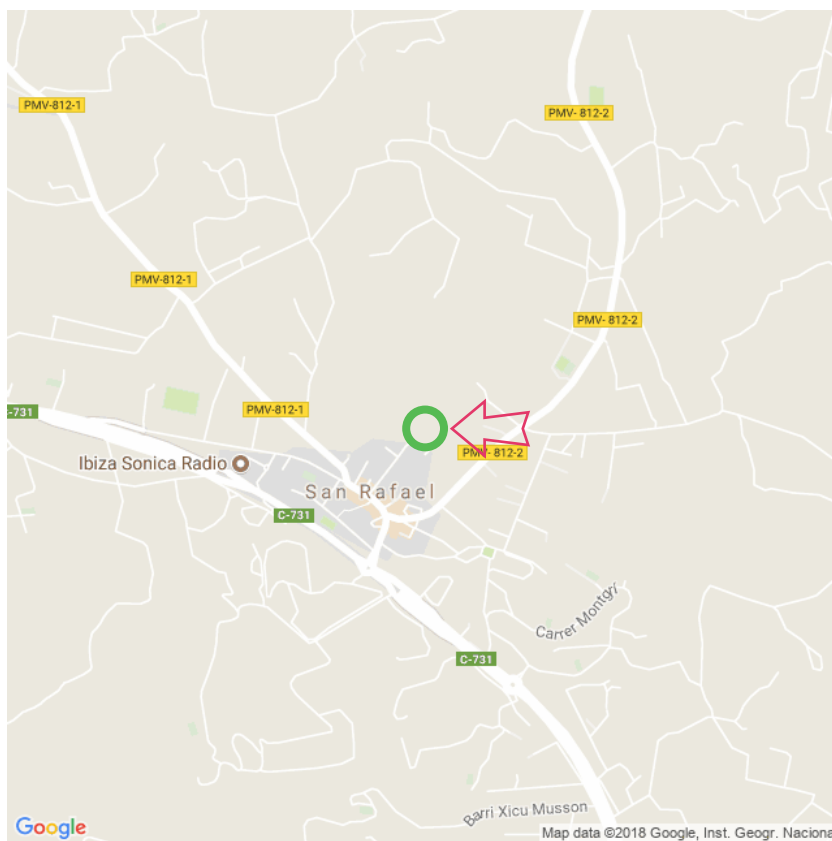 PMV-812-1
PMV- 812-2
PMV-812-1
PMV- 812-2
-731
PMV-812-1
PMV- 812-2
Ibiza Sonica Radio
San Rafael
C-731
Carrer Montgry
C-731
Barri Xicu Musson
Google
Map data ©2018 Google, Inst. Geogr. Naciona